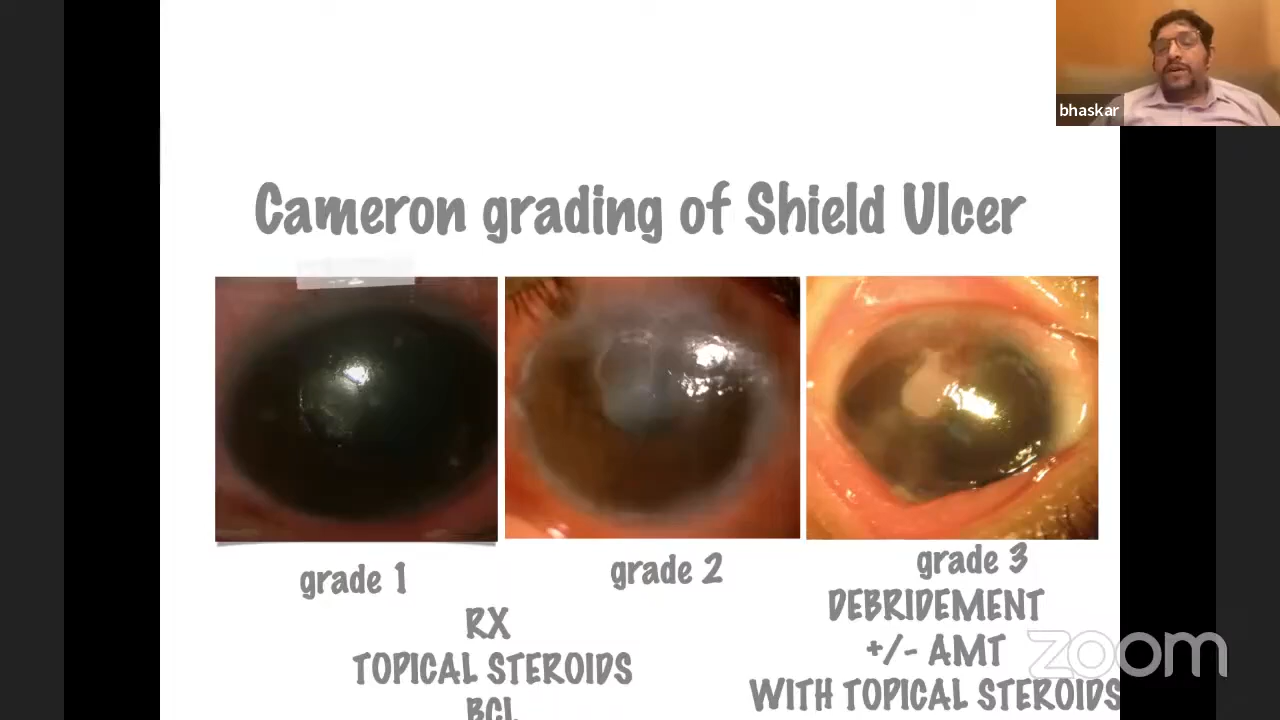 bhaskar
Cameron grading of Shield Ulcer
grade 1
grade 2
grade 3
RX
TOPICAL STEROIDS
BCL
DEBRIDEMENT
+/- AMT
WITH TOPICAL STEROIDS
zoom